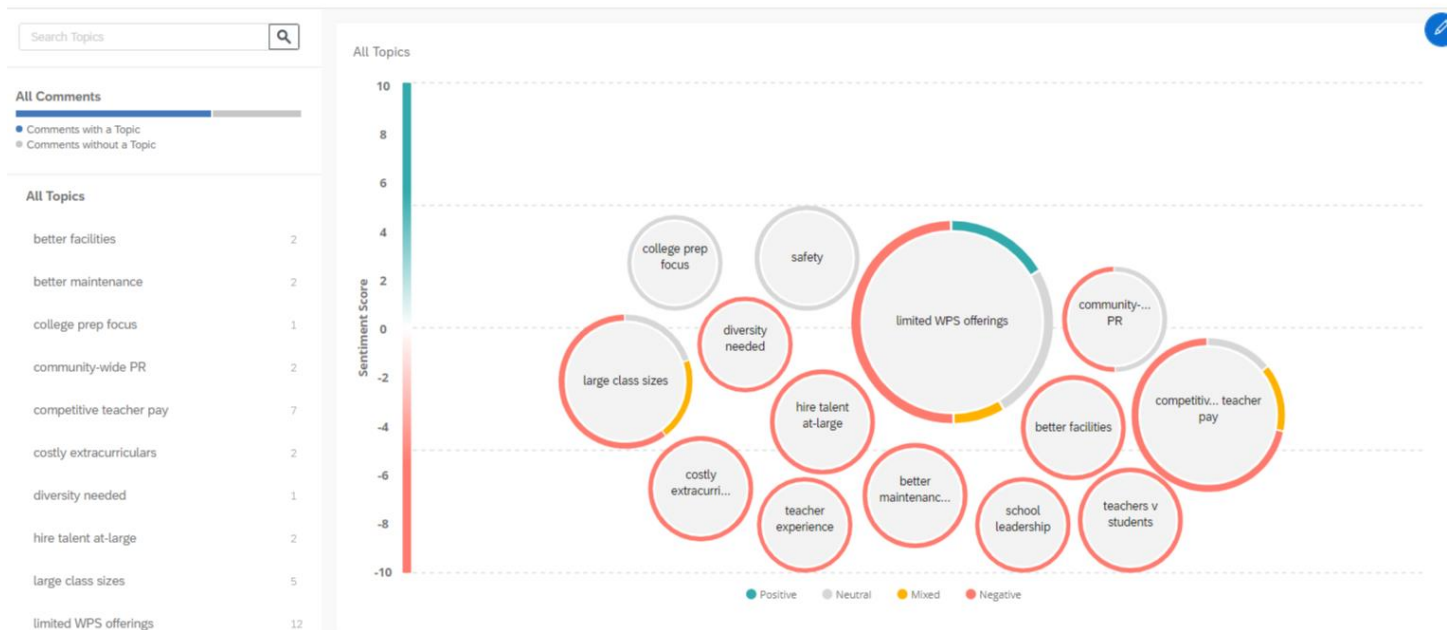 Search Topics
All Comments
Comments with a Topic
Comments without a Topic
All Topics
better facilities 2
better maintenance 2
college prep focus 1
community-wide PR 2
competitive teacher pay 7
costly extracurriculars 2
diversity needed 1
hire talent at-large 2
large class sizes 5
limited WPS offerings 12
All Topics
Sentiment Score
10
8
6
4
2
0
-2
-4
-6
-8
-10
college prep
focus
safety
limited WPS offerings
community-...
PR
diversity
needed
large class sizes
hire talent
at-large
competitiv... teacher
pay
better facilities
costly
extracurri...
better
maintenanc...
teacher
experience
school
leadership
teachers v
students
Positive
Neutral
Mixed
Negative